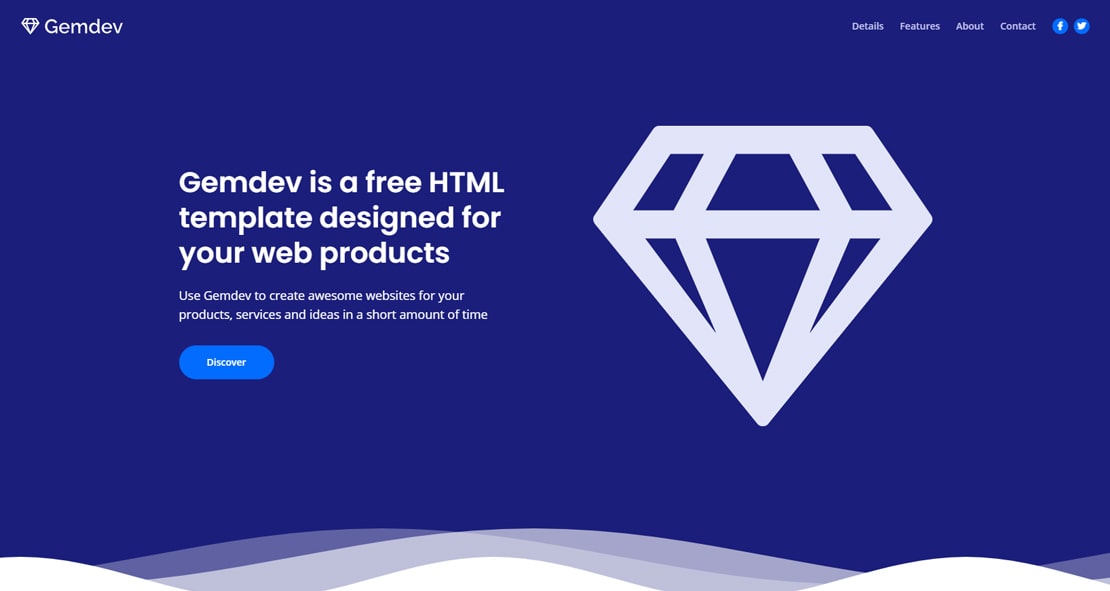 Gemdev
Details
Features
About
Contact
Gemdev is a free HTML
template designed for
your web products
Use Gemdev to create awesome websites for your
products, services and ideas in a short amount of time
Discover